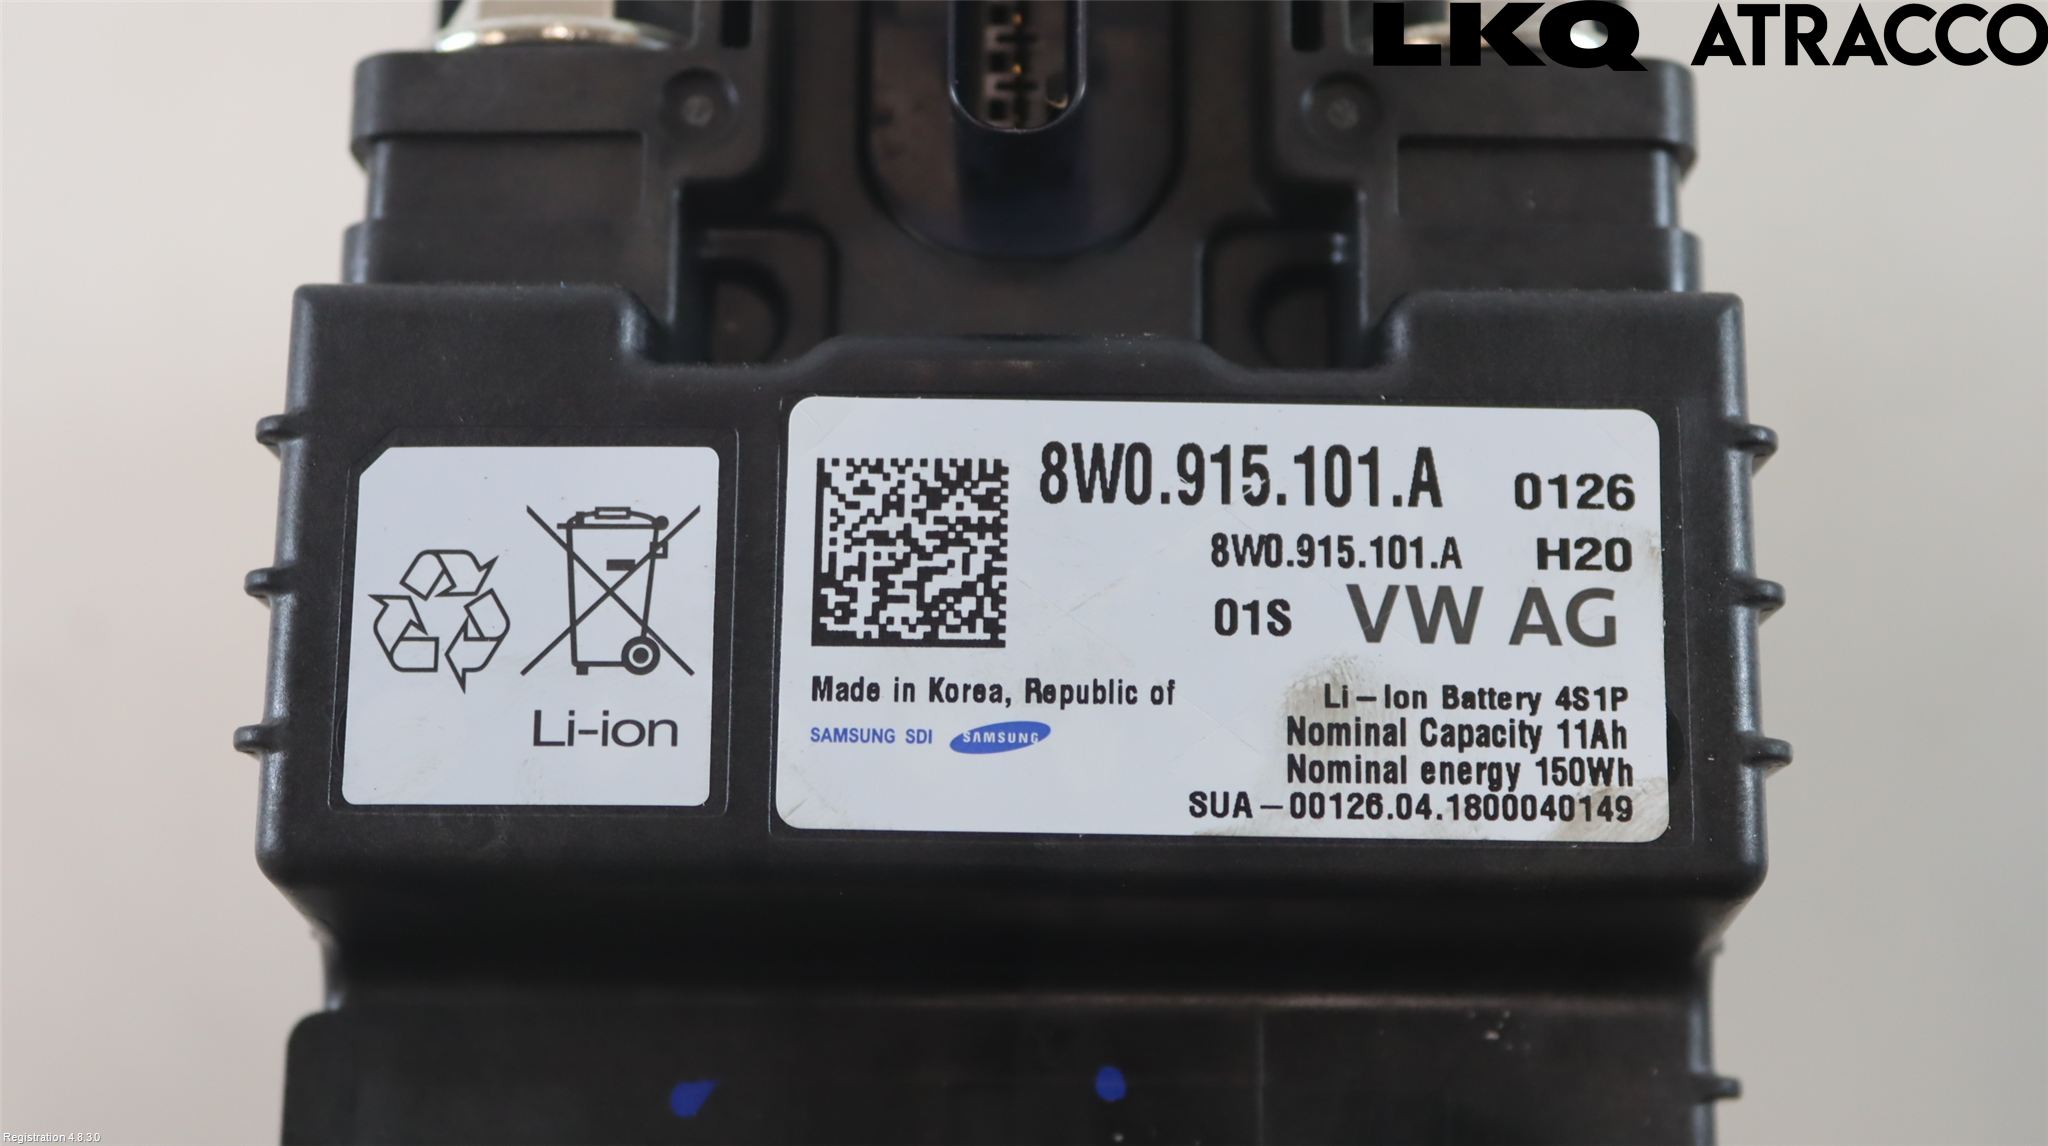 LKQ ATRACCO
8W0.915.101.A 0126
8W0.915.101.A H20
01S VW AG
Made in Korea, Republic of
SAMSUNG SDI SAMSUNG
Li-Ion Battery 4S1P
Nominal Capacity 11Ah
Nominal energy 150Wh
SUA-00126.04.1800040149
Li-ion
Registration 4.8.3.0